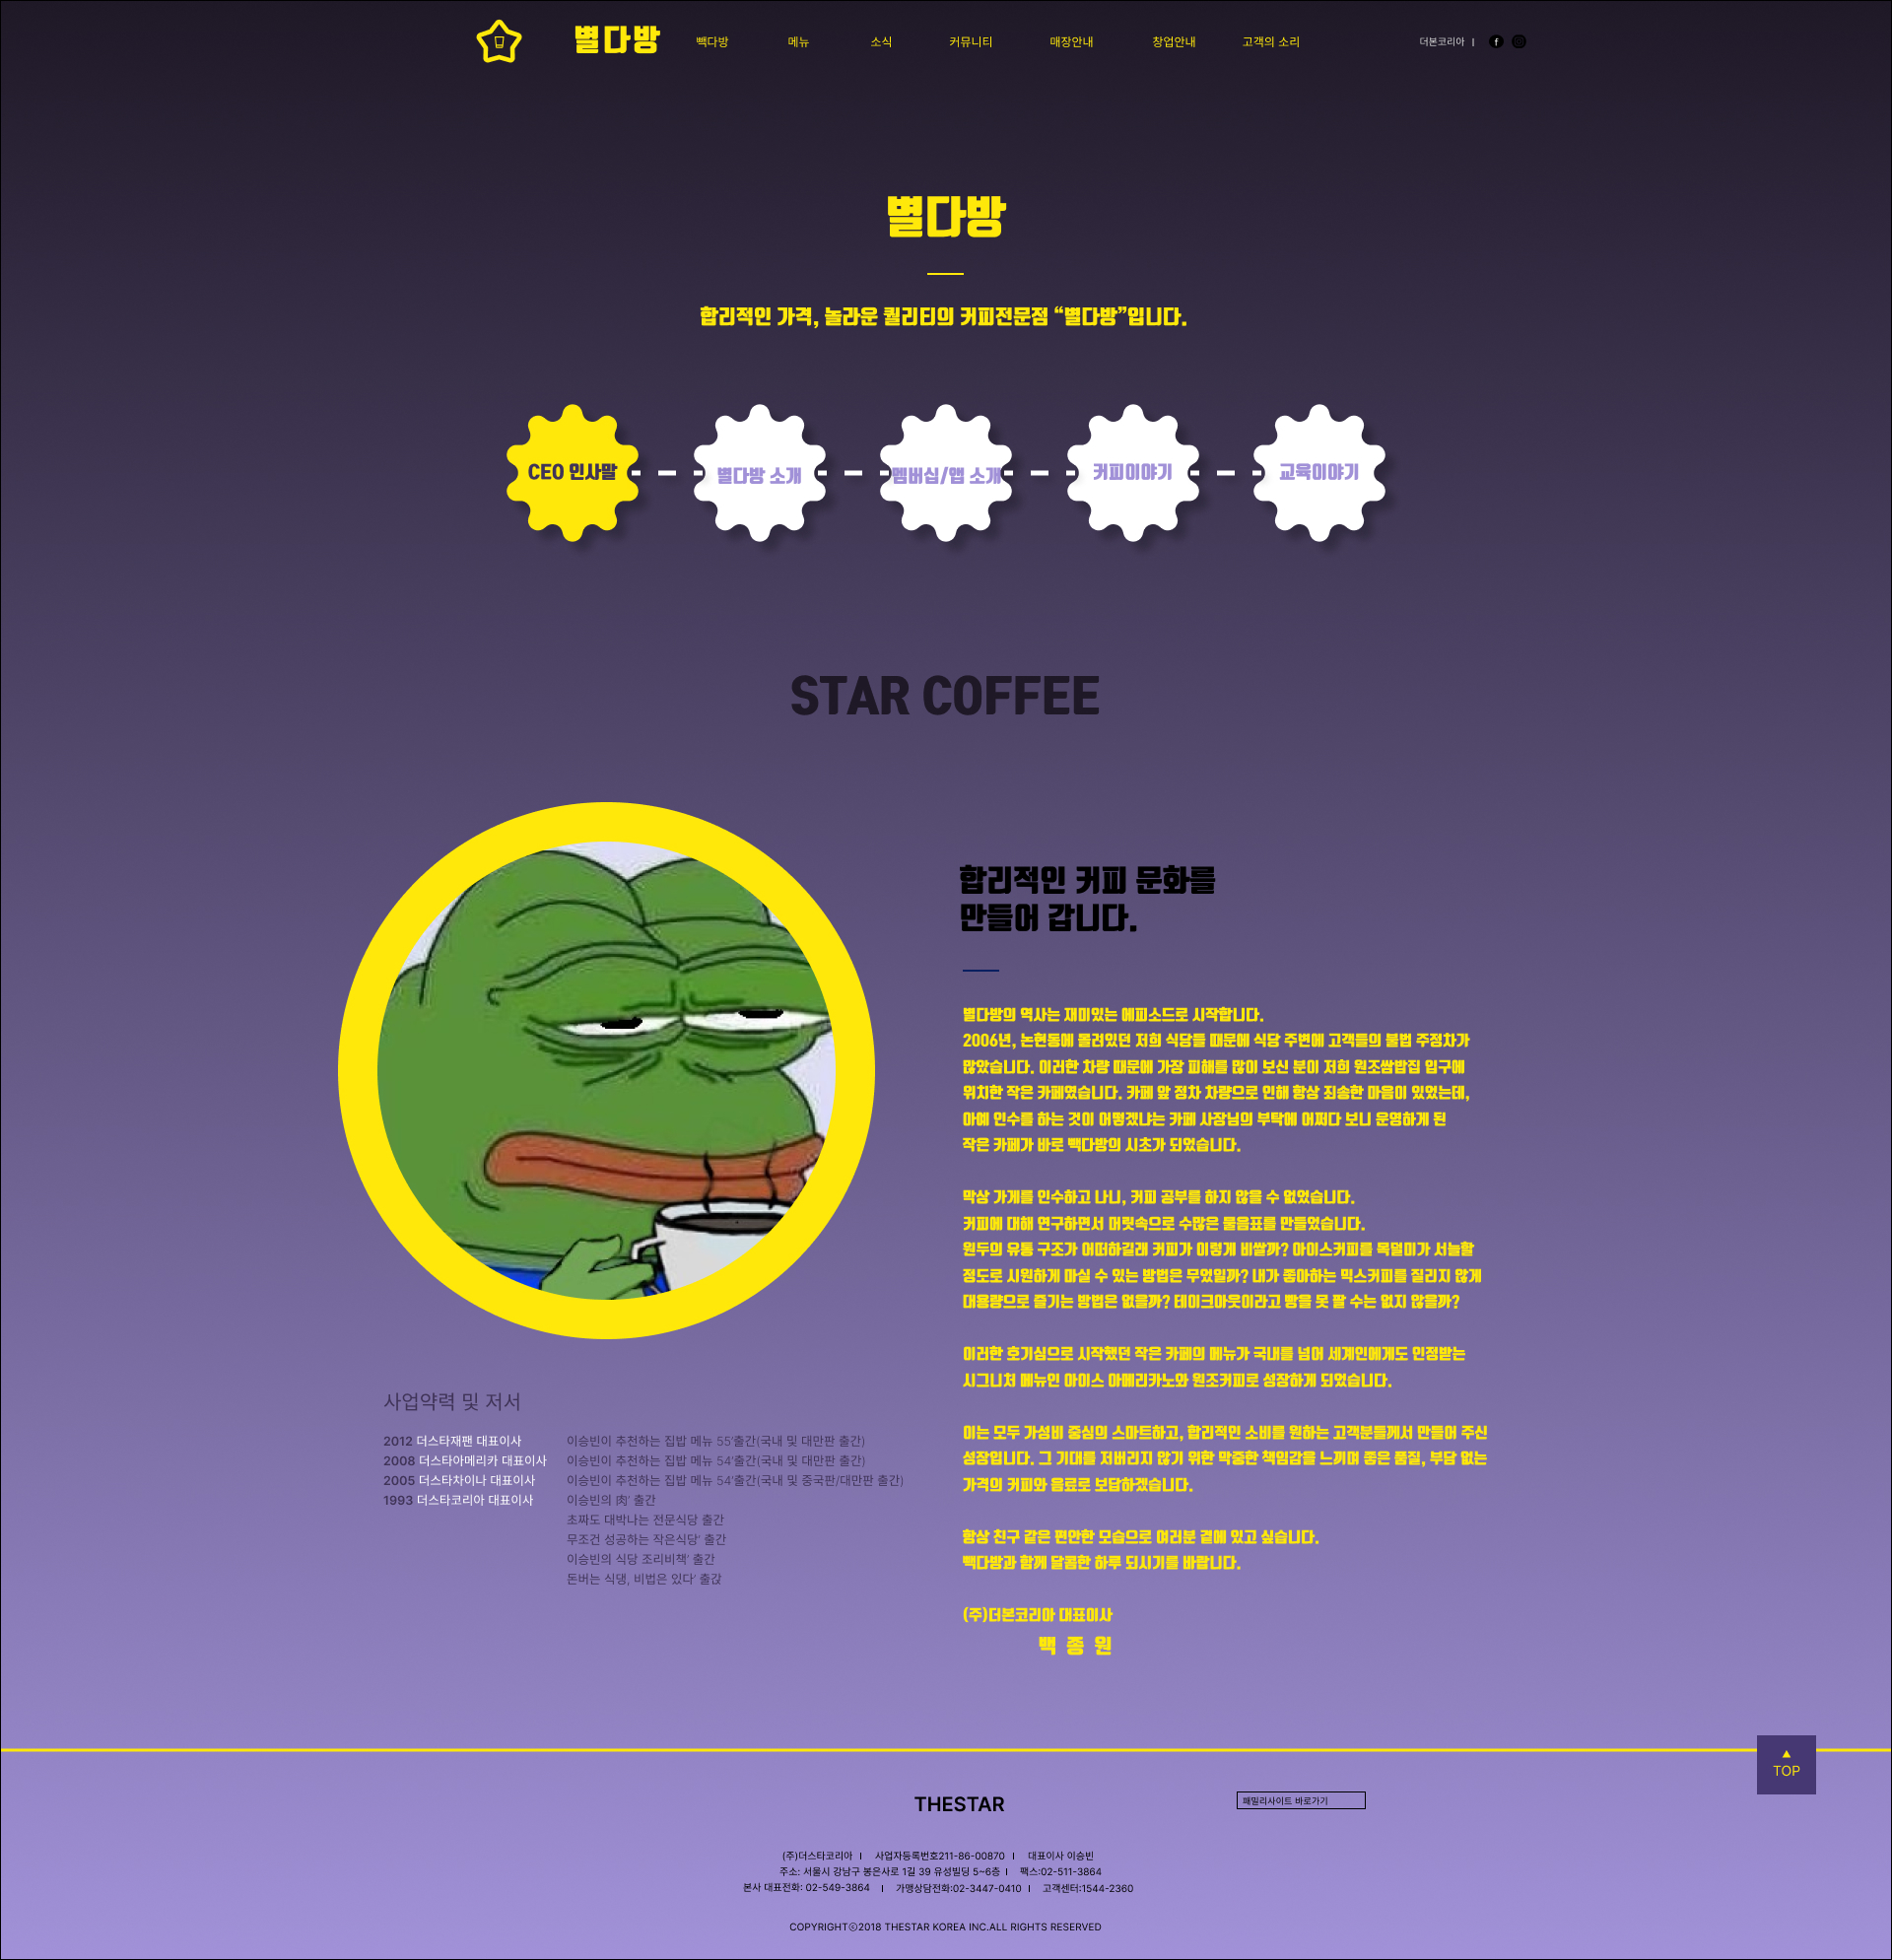 별다방
빽다방
메뉴
소식
커뮤니티
매장안내
창업안내
고객의 소리
더본코리아
별다방
합리적인 가격, 놀라운 퀄리티의 커피전문점 “별다방”입니다.
CEO 인사말
별다방 소개
멤버십/앱 소개
커피이야기
교육이야기
STAR COFFEE
합리적인 커피 문화를
만들어 갑니다.
별다방의 역사는 재미있는 에피소드로 시작합니다.
2006년, 논현동에 몰려있던 저희 식당들 때문에 식당 주변에 고객들의 불법 주정차가
많았습니다. 이러한 차량 때문에 가장 피해를 많이 보신 분이 저희 원조쌈밥집 입구에
위치한 작은 카페였습니다. 카페 앞 정차 차량으로 인해 항상 죄송한 마음이 있었는데,
아예 인수를 하는 것이 어떻겠냐는 카페 사장님의 부탁에 어쩌다 보니 운영하게 된
작은 카페가 바로 빽다방의 시초가 되었습니다.
막상 가게를 인수하고 나니, 커피 공부를 하지 않을 수 없었습니다.
커피에 대해 연구하면서 머릿속으로 수많은 물음표를 만들었습니다.
원두의 유통 구조가 어떠하길래 커피가 이렇게 비쌀까? 아이스커피를 목덜미가 서늘할
정도로 시원하게 마실 수 있는 방법은 무었일까? 내가 좋아하는 믹스커피를 질리지 않게
대용량으로 즐기는 방법은 없을까? 테이크아웃이라고 빵을 못 팔 수는 없지 않을까?
이러한 호기심으로 시작했던 작은 카페의 메뉴가 국내를 넘어 세계인에게도 인정받는
시그니처 메뉴인 아이스 아메리카노와 원조커피로 성장하게 되었습니다.
이는 모두 가성비 중심의 스마트하고, 합리적인 소비를 원하는 고객분들께서 만들어 주신
성장입니다. 그 기대를 저버리지 않기 위한 막중한 책임감을 느끼며 좋은 품질, 부담 없는
가격의 커피와 음료로 보답하겠습니다.
항상 친구 같은 편안한 모습으로 여러분 곁에 있고 싶습니다.
빽다방과 함께 달콤한 하루 되시기를 바랍니다.
(주)더본코리아 대표이사
백 종 원
사업약력 및 저서
2012 더스타재팬 대표이사
2008 더스타아메리카 대표이사
2005 더스타차이나 대표이사
1993 더스타코리아 대표이사
이승빈이 추천하는 집밥 메뉴 55’출간(국내 및 대만판 출간)
이승빈이 추천하는 집밥 메뉴 54’출간(국내 및 대만판 출간)
이승빈이 추천하는 집밥 메뉴 54’출간(국내 및 중국판/대만판 출간)
이승빈의 肉’ 출간
초짜도 대박나는 전문식당 출간
무조건 성공하는 작은식당’ 출간
이승빈의 식당 조리비책’ 출간
돈버는 식댕, 비법은 있다’ 출갅
▲
TOP
THESTAR
패밀리사이트 바로가기
(주)더스타코리아 ㅣ 사업자등록번호211-86-00870 ㅣ 대표이사 이승빈
주소: 서울시 강남구 봉은사로 1길 39 유성빌딩 5~6층 ㅣ 팩스:02-511-3864
본사 대표전화: 02-549-3864 ㅣ 가맹상담전화:02-3447-0410 ㅣ 고객센터:1544-2360
COPYRIGHTⓒ2018 THESTAR KOREA INC.ALL RIGHTS RESERVED